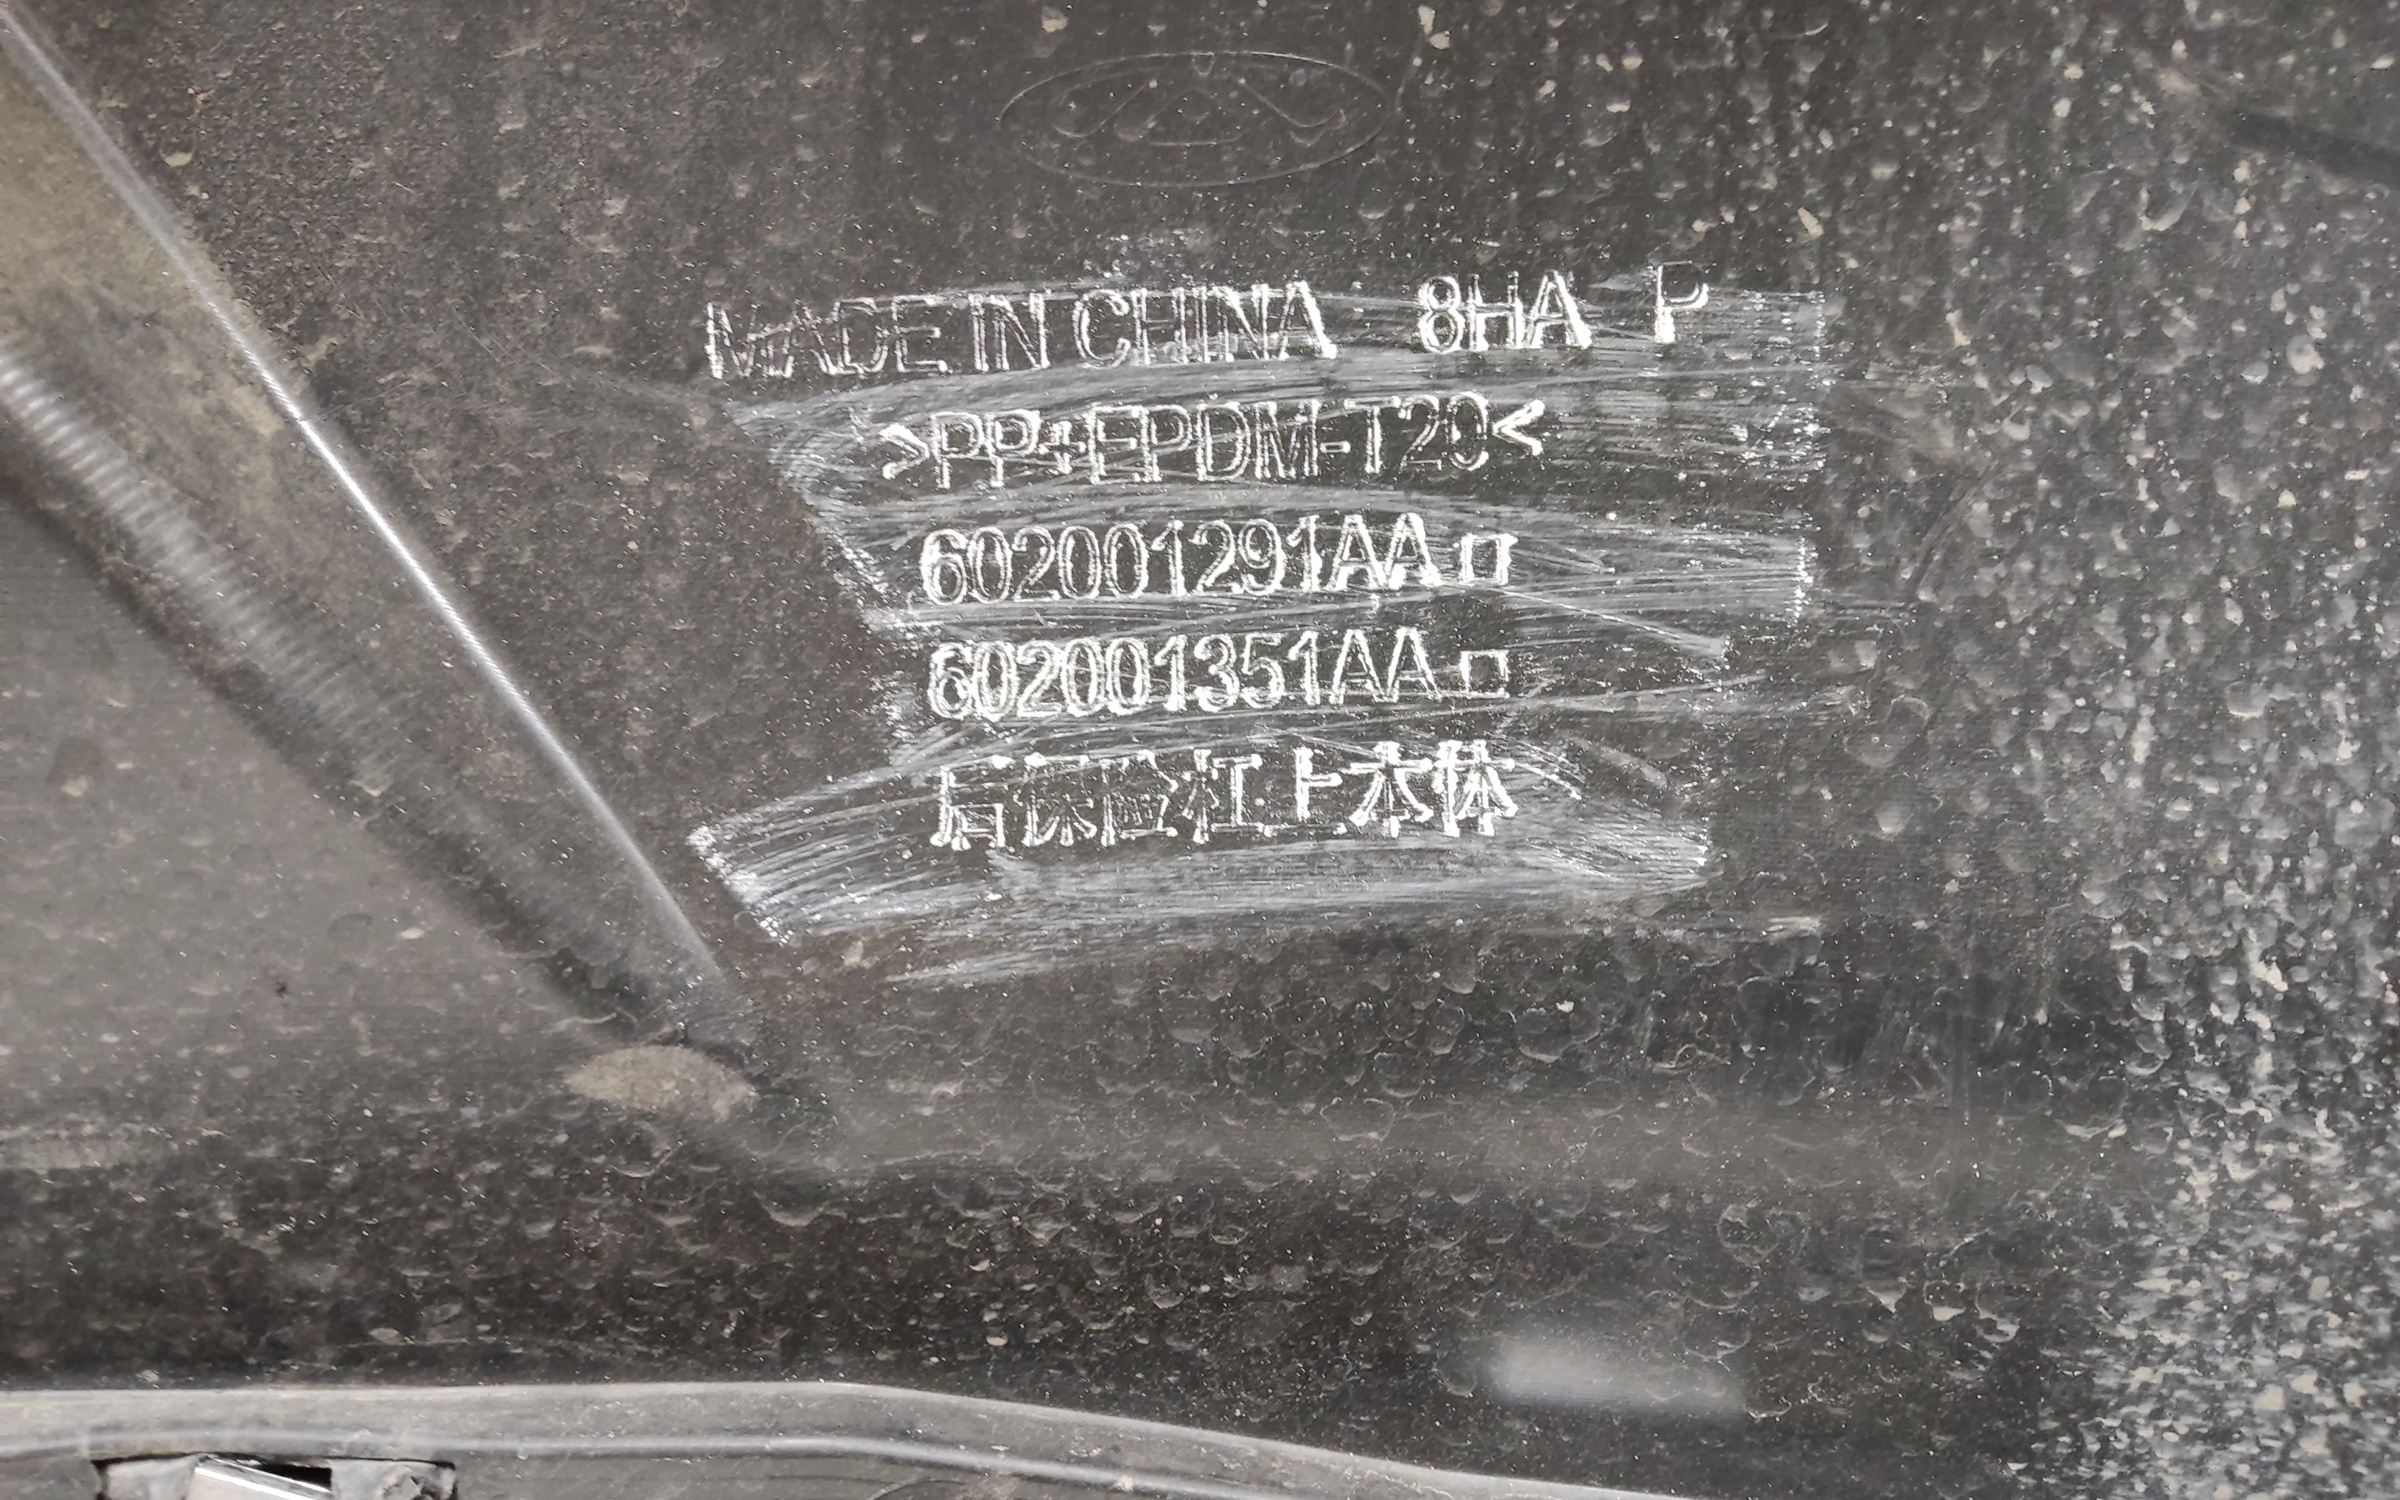 MADE IN CHINA 8HA P
>PP+EPDM-T20<
602001291AA□
602001351AA□
后保险杠上本体